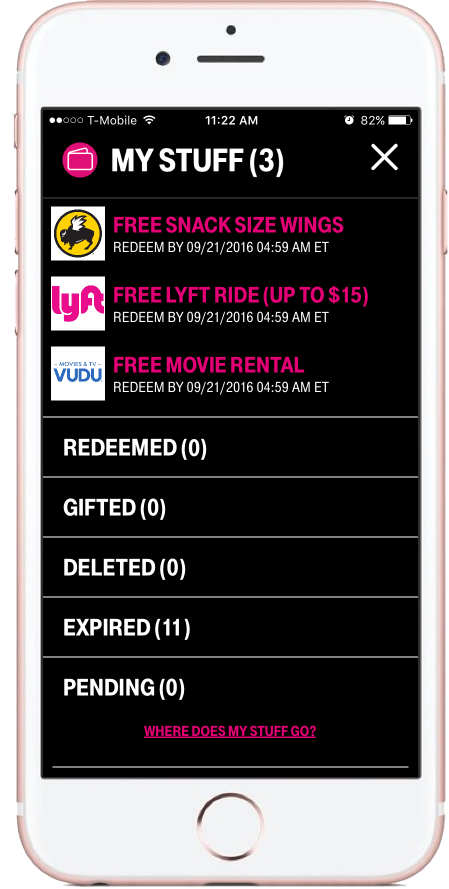 T-Mobile 11:22 AM 82%
MY STUFF (3)
FREE SNACK SIZE WINGS
REDEEM BY 09/21/2016 04:59 AM ET
lyft
FREE LYFT RIDE (UP TO $15)
REDEEM BY 09/21/2016 04:59 AM ET
MOVIES & TV
VUDU
FREE MOVIE RENTAL
REDEEM BY 09/21/2016 04:59 AM ET
REDEEMED (0)
GIFTED (0)
DELETED (0)
EXPIRED (11)
PENDING (0)
WHERE DOES MY STUFF GO?